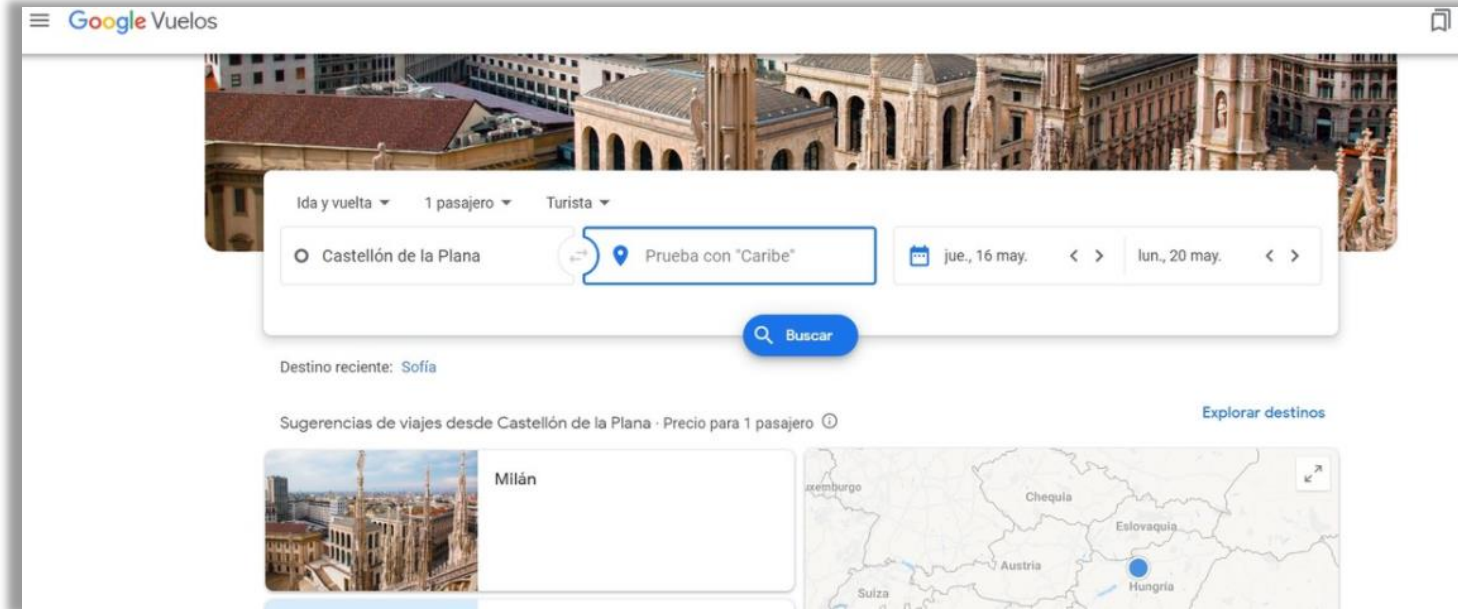 Google Vuelos
Ida y vuelta 1 pasajero Turista
Castellón de la Plana Prueba con "Caribe" jue., 16 may. lun., 20 may.
Buscar
Destino reciente: Sofía
Sugerencias de viajes desde Castellón de la Plana · Precio para 1 pasajero
Explorar destinos
Milán
uxemburgo
Chequia
Eslovaquia
Austria
Hungría
Suiza